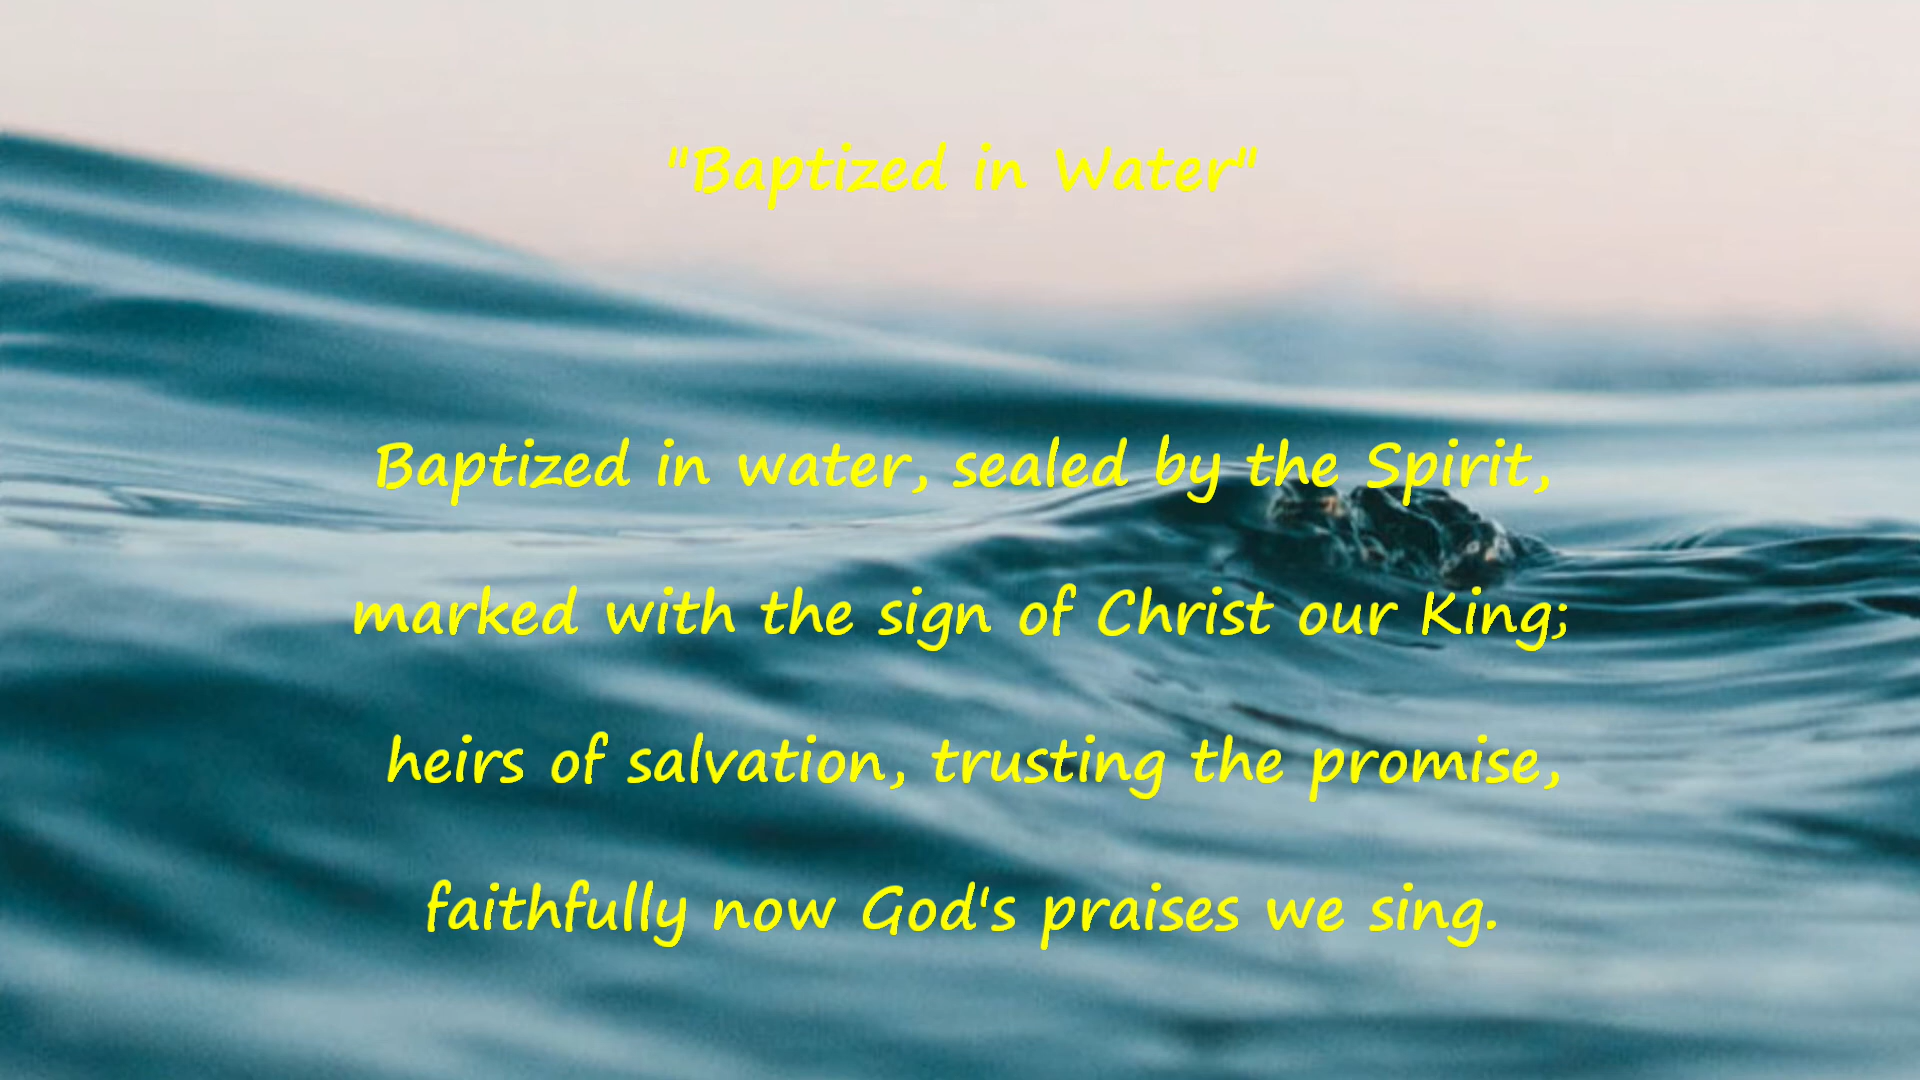 "Baptized in Water"
Baptized in water, sealed by the Spirit,
marked with the sign of Christ our King;
heirs of salvation, trusting the promise,
faithfully now God's praises we sing.